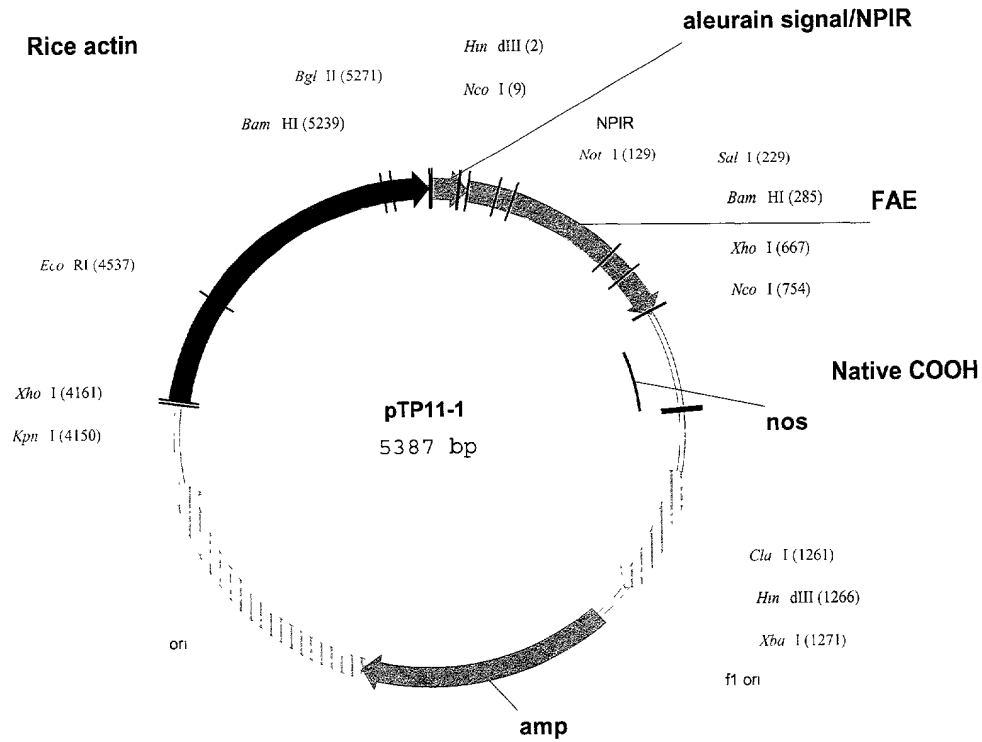 aleurain signal/NPIR
Rice actin
Hin dIII (2)
Bgl II (5271)
Nco I (9)
Bam HI (5239)
NPIR
Not I (129)
Sal I (229)
Bam HI (285)
FAE
Xho I (667)
Eco RI (4537)
Nco I (754)
Native COOH
Xho I (4161)
pTP11-1
nos
Kpn I (4150)
5387 bp
Cla I (1261)
Hin dIII (1266)
Xba I (1271)
ori
f1 ori
amp